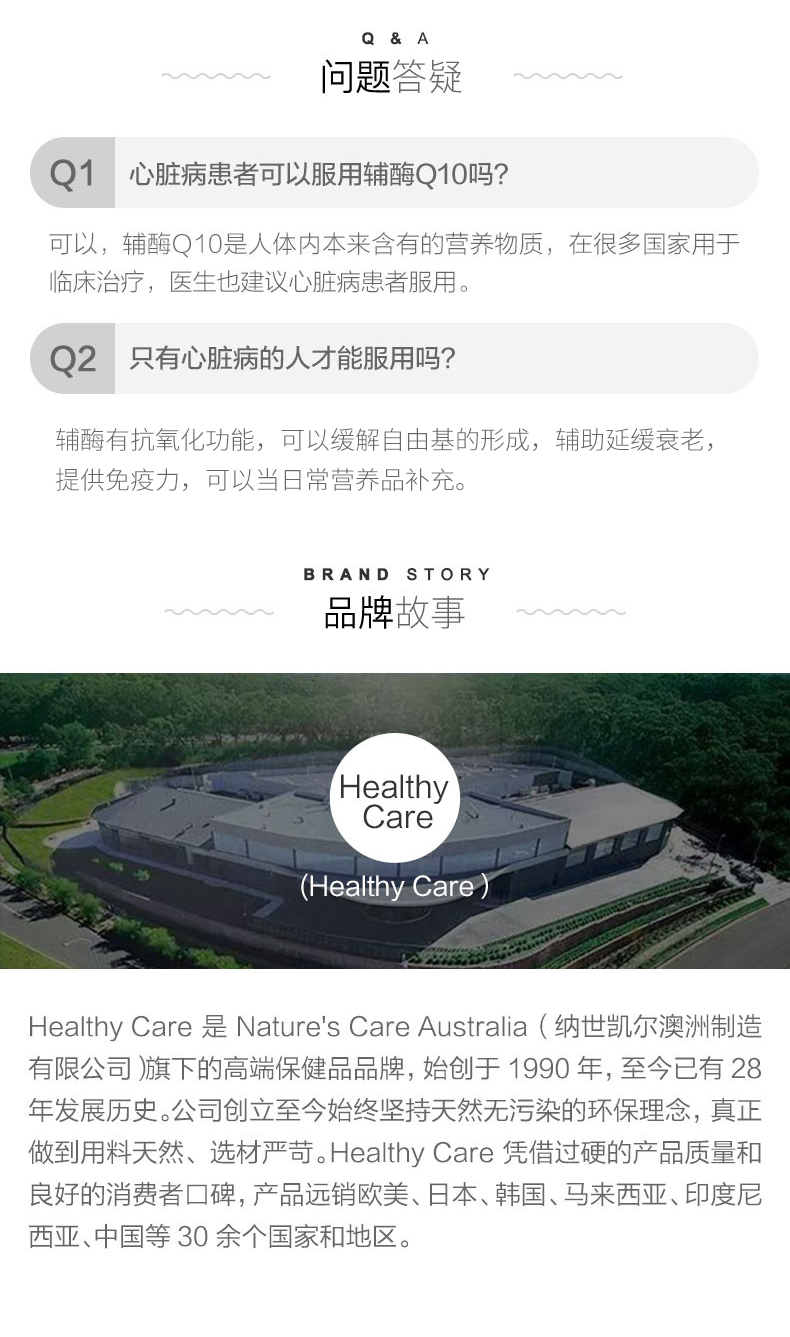 Q & A
问题答疑
Q1 心脏病患者可以服用辅酶Q10吗?
可以，辅酶Q10是人体内本来含有的营养物质，在很多国家用于
临床治疗，医生也建议心脏病患者服用。
Q2 只有心脏病的人才能服用吗?
辅酶有抗氧化功能，可以缓解自由基的形成，辅助延缓衰老，
提供免疫力，可以当日常营养品补充。
BRAND STORY
品牌故事
Healthy
Care
(Healthy Care )
Healthy Care 是 Nature's Care Australia（纳世凯尔澳洲制造
有限公司)旗下的高端保健品品牌，始创于 1990 年，至今已有 28
年发展历史。公司创立至今始终坚持天然无污染的环保理念，真正
做到用料天然、选材严苛。Healthy Care 凭借过硬的产品质量和
良好的消费者口碑，产品远销欧美、日本、韩国、马来西亚、印度尼
西亚、中国等 30 余个国家和地区。